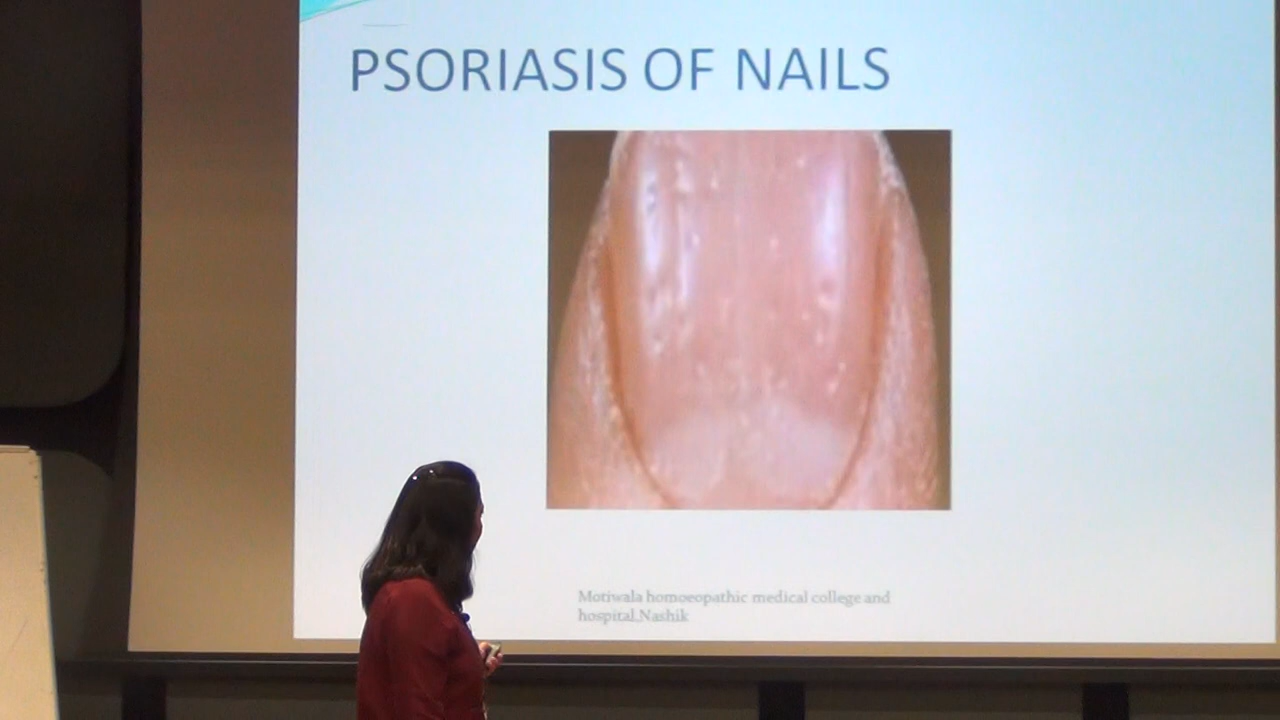 PSORIASIS OF NAILS
Motiwala homoeopathic medical college and
hospital,Nashik